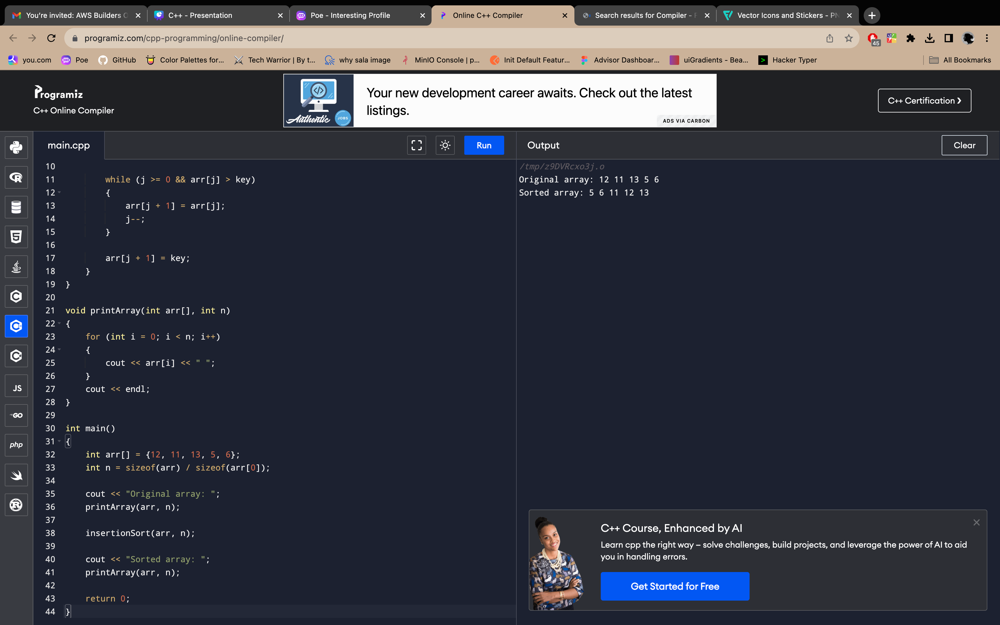 You're invited: AWS Builders
C++ - Presentation
Poe - Interesting Profile
Online C++ Compiler
Search results for Compiler -
Vector Icons and Stickers - PN
programiz.com/cpp-programming/online-compiler/
45
you.com
Poe
GitHub
Color Palettes for...
Tech Warrior | By t...
why sala image
MinIO Console | p...
Init Default Featur...
Advisor Dashboar...
uiGradients - Bea...
Hacker Typer
All Bookmarks
Programiz
C++ Online Compiler
Authentic
JOBS
Your new development career awaits. Check out the latest
listings.
ADS VIA CARBON
C++ Certification ❯
main.cpp
Run
Output
Clear
JS
GO
php
10
11 while (j >= 0 && arr[j] > key)
12 {
13 arr[j + 1] = arr[j];
14 j--;
15 }
16
17 arr[j + 1] = key;
18 }
19 }
20
21 void printArray(int arr[], int n)
22 {
23 for (int i = 0; i < n; i++)
24 {
25 cout << arr[i] << " ";
26 }
27 cout << endl;
28 }
29
30 int main()
31 {
32 int arr[] = {12, 11, 13, 5, 6};
33 int n = sizeof(arr) / sizeof(arr[0]);
34
35 cout << "Original array: ";
36 printArray(arr, n);
37
38 insertionSort(arr, n);
39
40 cout << "Sorted array: ";
41 printArray(arr, n);
42
43 return 0;
44 }
/tmp/z9DVRcxo3j.o
Original array: 12 11 13 5 6
Sorted array: 5 6 11 12 13
C++ Course, Enhanced by AI
Learn cpp the right way – solve challenges, build projects, and leverage the power of AI to aid
you in handling errors.
Get Started for Free